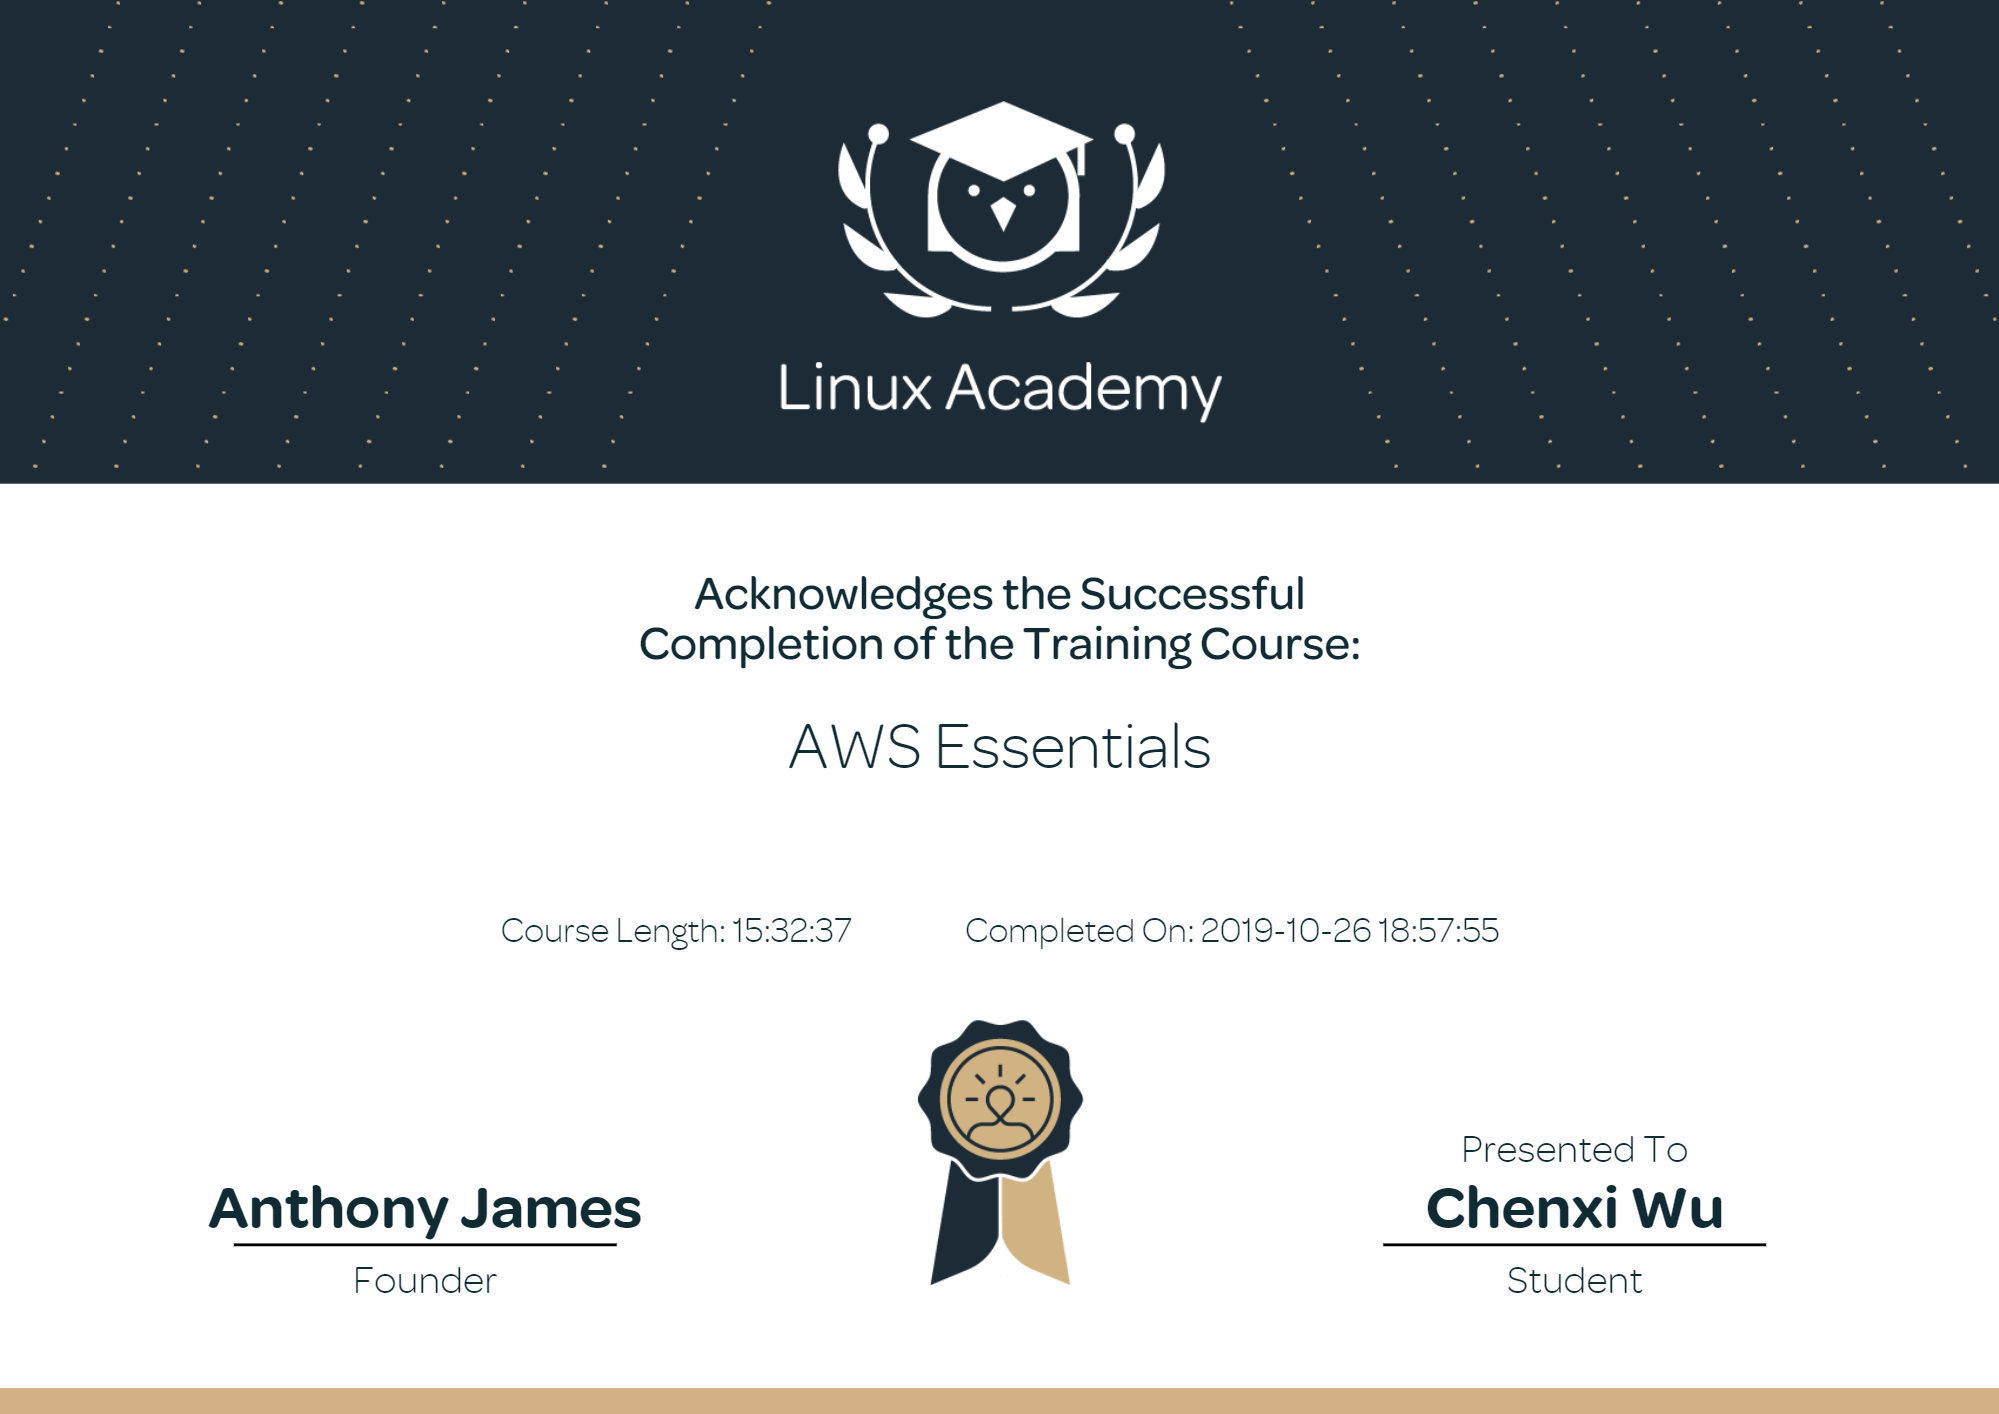 Linux Academy
Acknowledges the Successful
Completion of the Training Course:
AWS Essentials
Course Length: 15:32:37
Completed On: 2019-10-26 18:57:55
Anthony James
Founder
Presented To
Chenxi Wu
Student